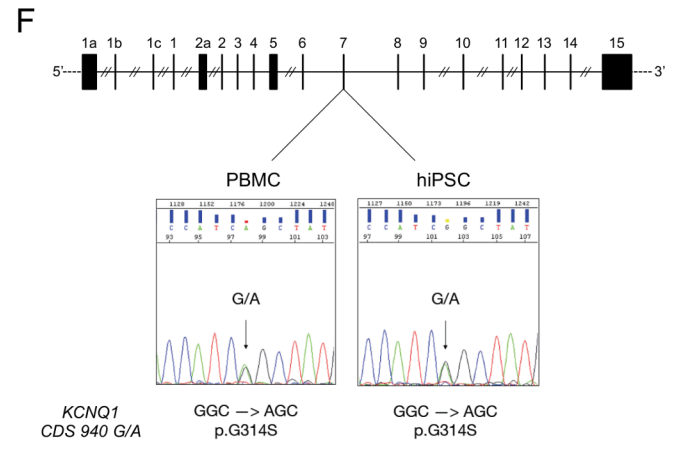 F
1a 1b 1c 1 2a 2 3 4 5 6 7 8 9 10 11 12 13 14 15
5' 3'
PBMC hiPSC
1128 1152 1176 1200 1224 1248
C C A T C A G C T A T
93 95 97 99 101 103
G/A
1127 1150 1173 1196 1219 1242
C C A T C G G C T A T
97 99 101 103 105 107
G/A
KCNQ1
CDS 940 G/A
GGC —> AGC
p.G314S
GGC —> AGC
p.G314S